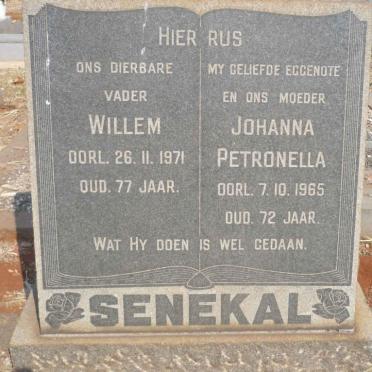 HIER RUS
ONS DIERBARE
VADER
WILLEM
OORL. 26. 11. 1971
OUD. 77 JAAR.
MY GELIEFDE EGGENOTE
EN ONS MOEDER
JOHANNA
PETRONELLA
OORL. 7. 10. 1965
OUD. 72 JAAR.
WAT HY DOEN IS WEL GEDAAN.
SENEKAL